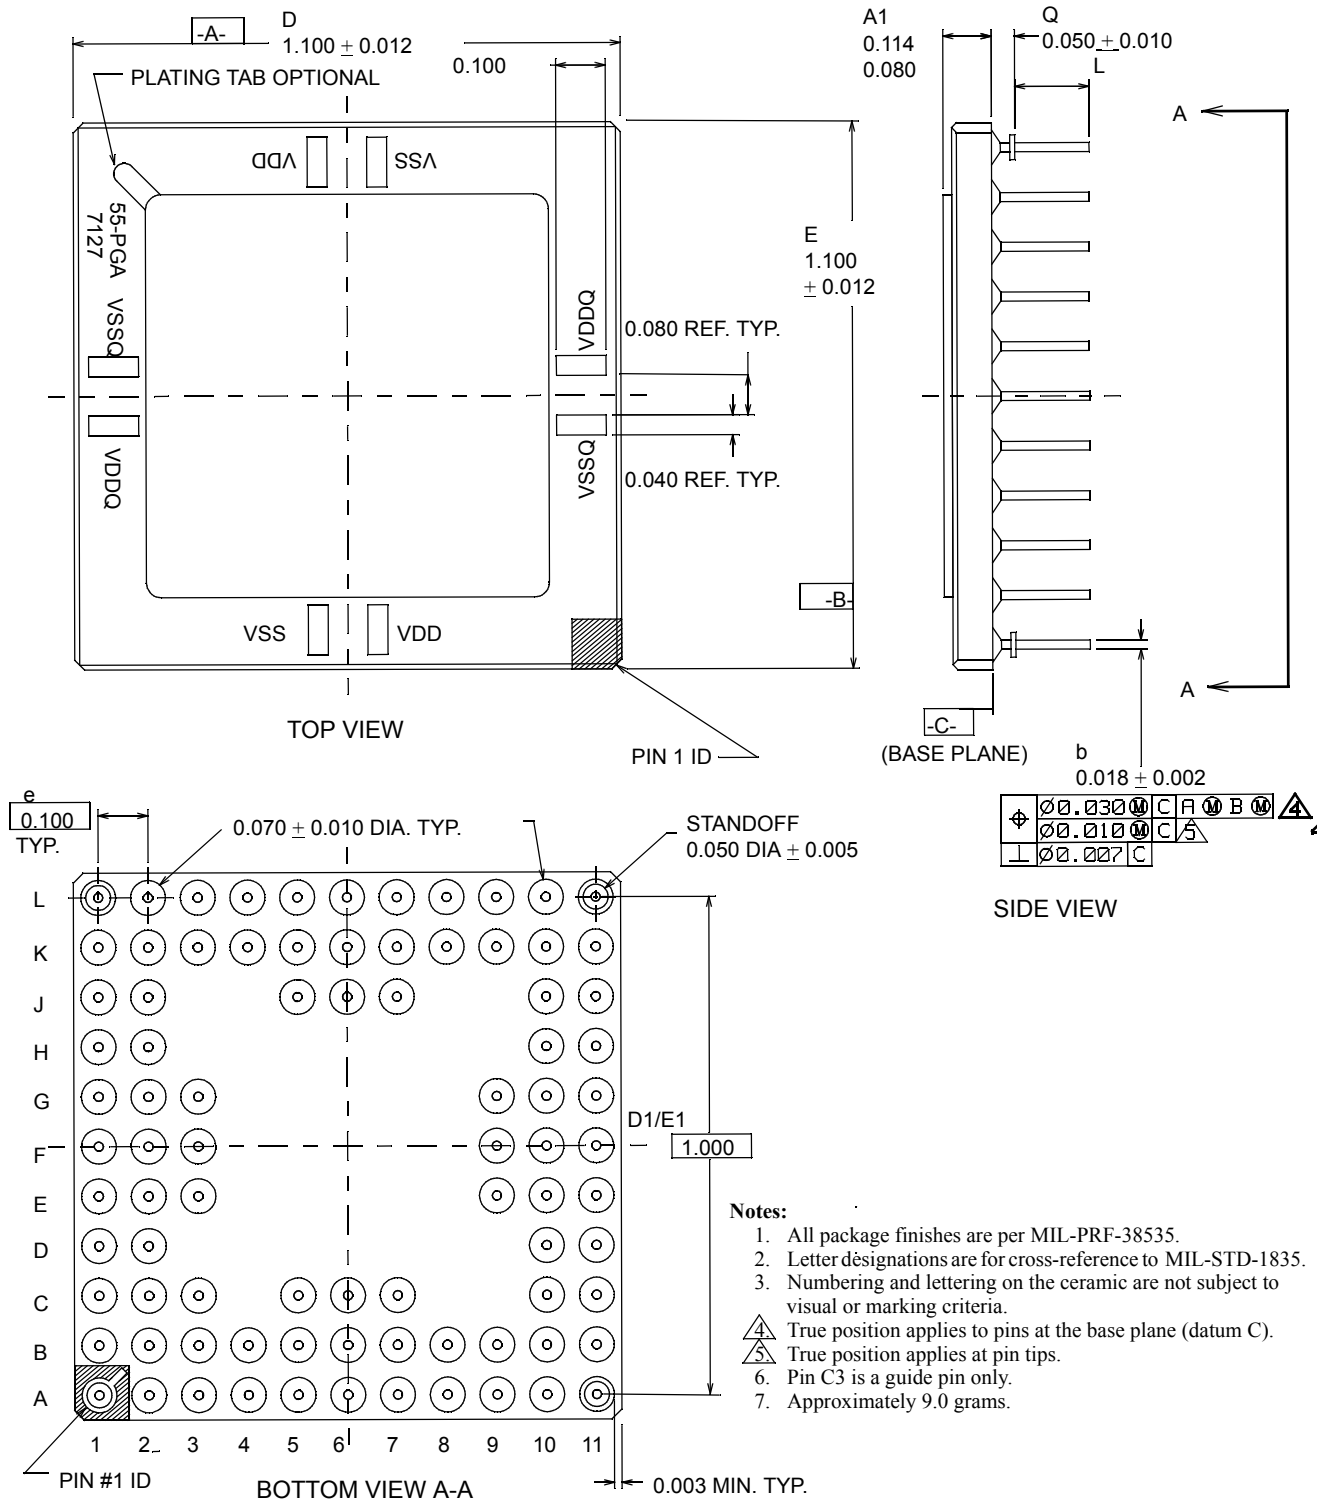 -A-
D
1.100 ± 0.012
0.100
PLATING TAB OPTIONAL
VDD
VSS
55-PGA
7127
VSSQ
VDDQ
VDDQ
VSSQ
0.080 REF. TYP.
0.040 REF. TYP.
E
1.100
± 0.012
-B-
VSS
VDD
TOP VIEW
PIN 1 ID
A1
0.114
0.080
Q
0.050 ± 0.010
L
A
A
-C-
(BASE PLANE)
b
0.018 ± 0.002
⌖ Ø0.030 Ⓜ C A Ⓜ B Ⓜ 4
Ø0.010 Ⓜ C 5
⊥ Ø0.007 C
SIDE VIEW
e
0.100
TYP.
0.070 ± 0.010 DIA. TYP.
STANDOFF
0.050 DIA ± 0.005
L
K
J
H
G
F
E
D
C
B
A
1 2 3 4 5 6 7 8 9 10 11
D1/E1
1.000
PIN #1 ID
BOTTOM VIEW A-A
0.003 MIN. TYP.
Notes:
1. All package finishes are per MIL-PRF-38535.
2. Letter designations are for cross-reference to MIL-STD-1835.
3. Numbering and lettering on the ceramic are not subject to
visual or marking criteria.
4. True position applies to pins at the base plane (datum C).
5. True position applies at pin tips.
6. Pin C3 is a guide pin only.
7. Approximately 9.0 grams.